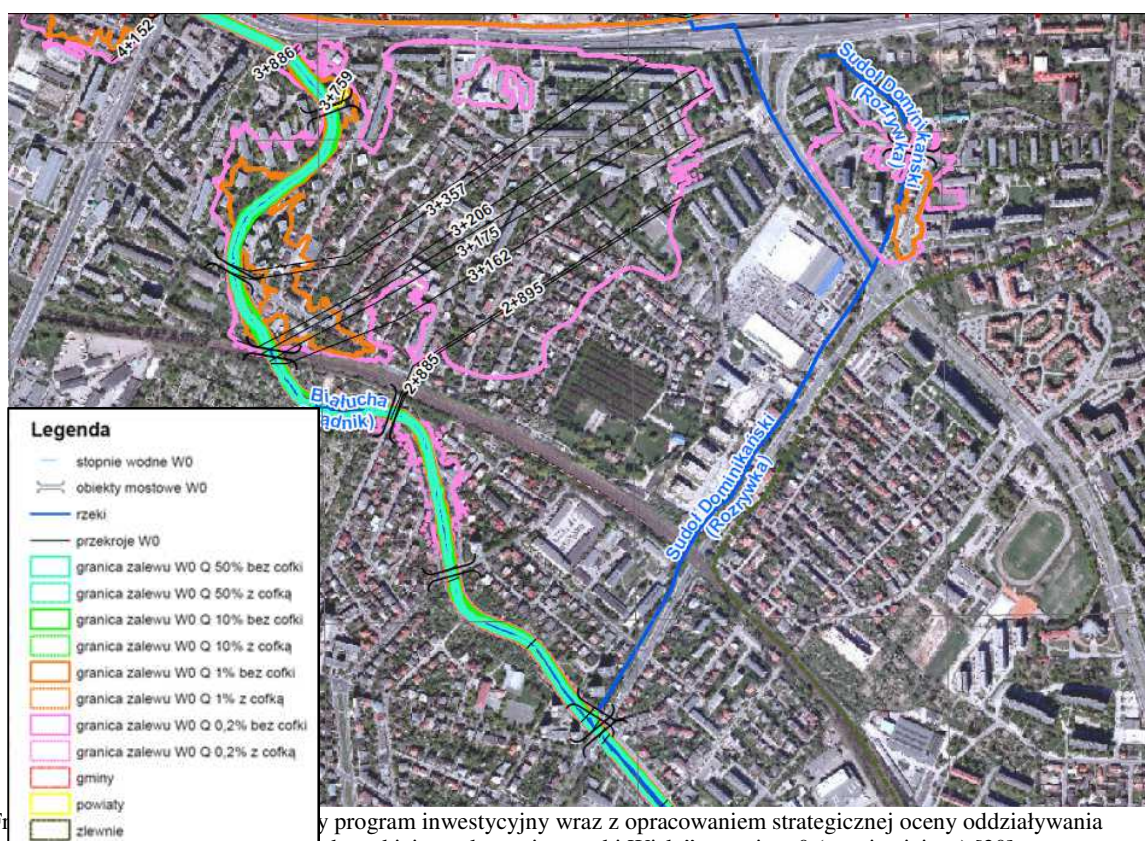 4+152
3+886
3+759
Sudoł Dominikański
(Rozrywka)
3+357
3+206
3+175
3+162
2+895
2+885
Białucha
ądnik)
Sudoł Dominikański
(Rozrywka)
Legenda
stopnie wodne W0
obiekty mostowe W0
rzeki
przekroje W0
granica zalewu W0 Q 50% bez cofki
granica zalewu W0 Q 50% z cofką
granica zalewu W0 Q 10% bez cofki
granica zalewu W0 Q 10% z cofką
granica zalewu W0 Q 1% bez cofki
granica zalewu W0 Q 1% z cofką
granica zalewu W0 Q 0,2% bez cofki
granica zalewu W0 Q 0,2% z cofką
gminy
powiaty
zlewnie
y program inwestycyjny wraz z opracowaniem strategicznej oceny oddziaływania